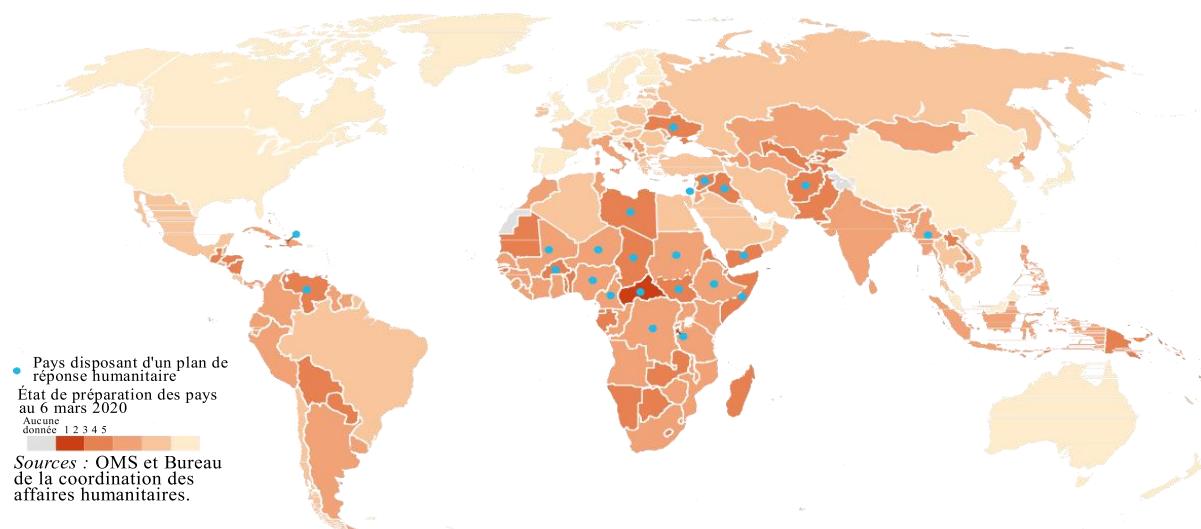 Pays disposant d'un plan de
réponse humanitaire
État de préparation des pays
au 6 mars 2020
Aucune
donnée 1 2 3 4 5
Sources : OMS et Bureau
de la coordination des
affaires humanitaires.